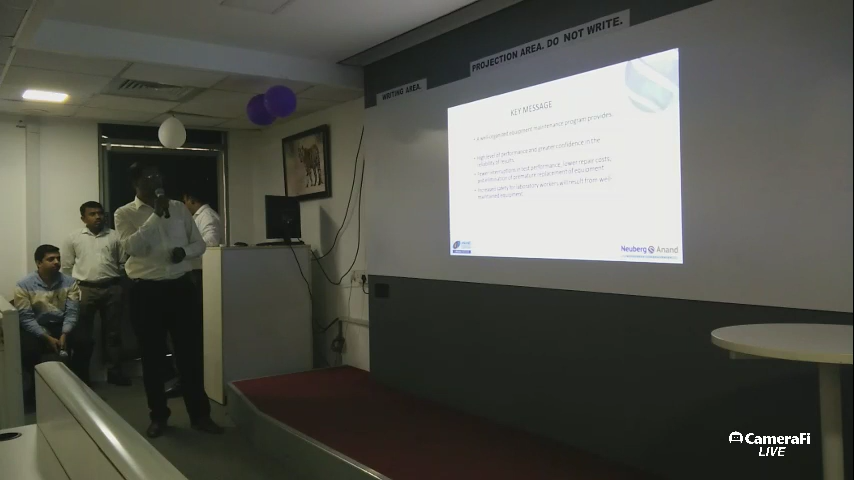 WRITING AREA.
PROJECTION AREA. DO NOT WRITE.
KEY MESSAGE
A well-organized equipment maintenance program provides
High level of performance and greater confidence in the
reliability of results
Fewer interruptions in test performance, lower repair costs,
and elimination of premature replacement of equipment
Increased safety for laboratory workers will result from well-
maintained equipment
Neuberg Anand
CameraFi
LIVE